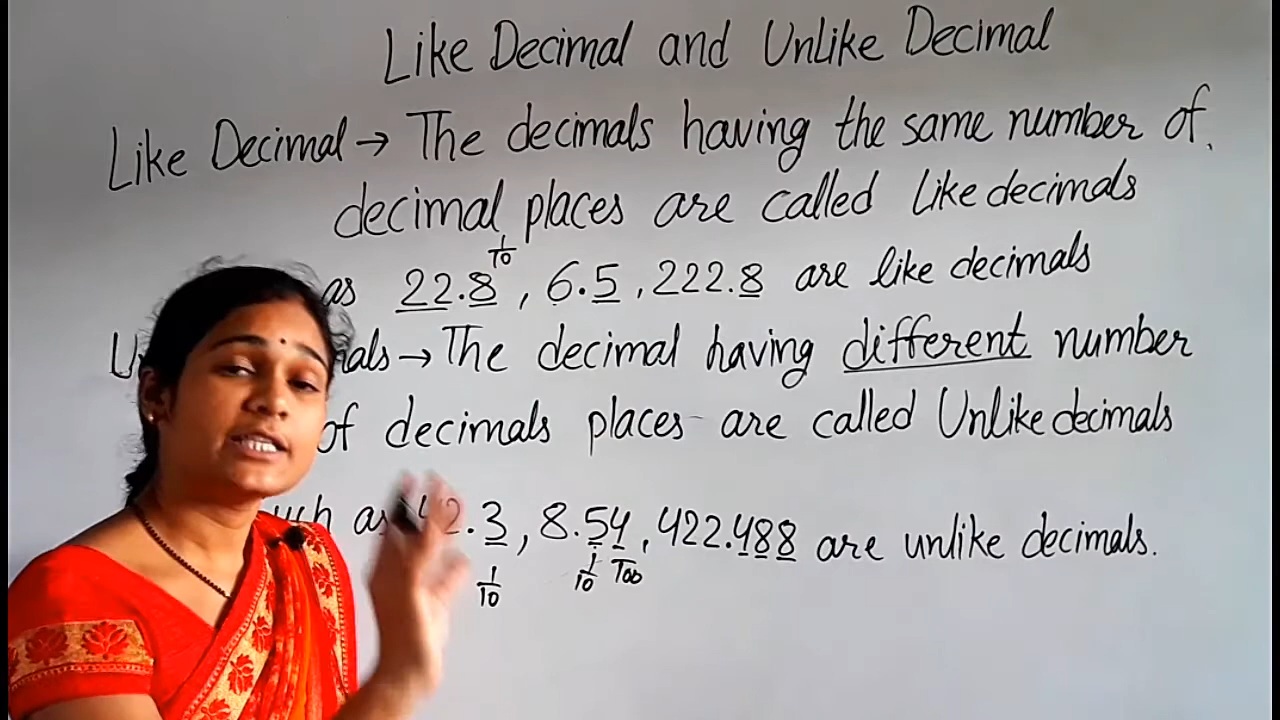 Like Decimal and Unlike Decimal
Like Decimal → The decimals having the same number of.
decimal places are called Like decimals
1/10
as 22.8, 6.5, 222.8 are like decimals
→ The decimal having different number
of decimals places are called Unlike decimals
2.3, 8.54, 422.488 are unlike decimals.
1/10 1/10 1/100